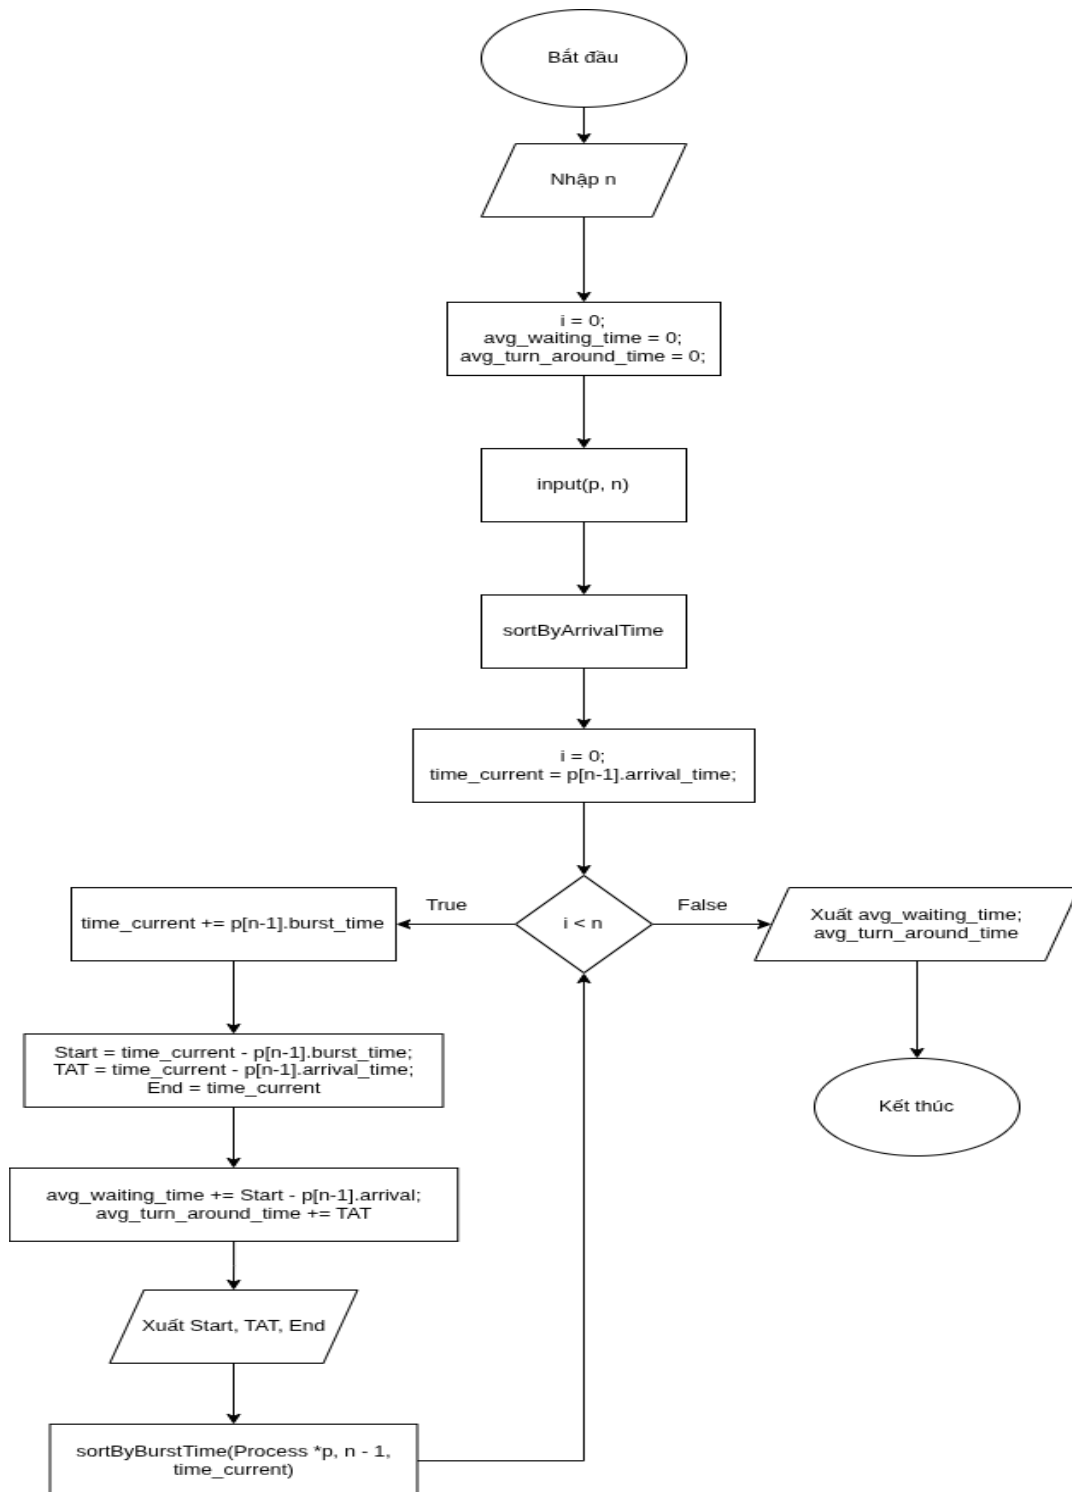 Bắt đầu
Nhập n
i = 0;
avg_waiting_time = 0;
avg_turn_around_time = 0;
input(p, n)
sortByArrivalTime
i = 0;
time_current = p[n-1].arrival_time;
i < n
True
False
time_current += p[n-1].burst_time
Start = time_current - p[n-1].burst_time;
TAT = time_current - p[n-1].arrival_time;
End = time_current
avg_waiting_time += Start - p[n-1].arrival;
avg_turn_around_time += TAT
Xuất Start, TAT, End
sortByBurstTime(Process *p, n - 1,
time_current)
Xuất avg_waiting_time;
avg_turn_around_time
Kết thúc